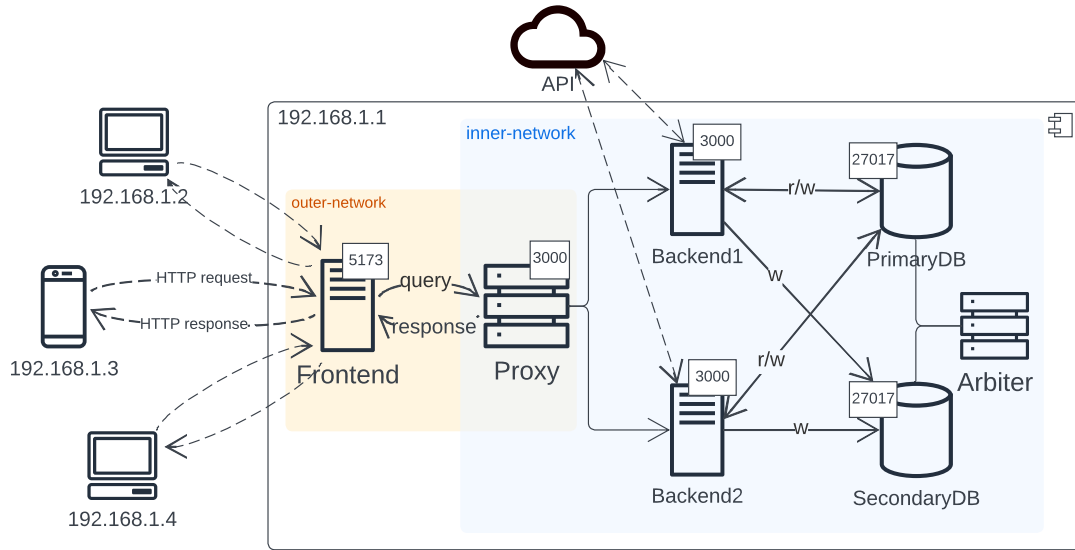 API
192.168.1.1
inner-network
3000
27017
192.168.1.2
r/w
outer-network
5173
3000
Backend1
PrimaryDB
HTTP request
query
w
192.168.1.3
HTTP response
response
Frontend
Proxy
r/w
Arbiter
3000
27017
w
192.168.1.4
Backend2
SecondaryDB